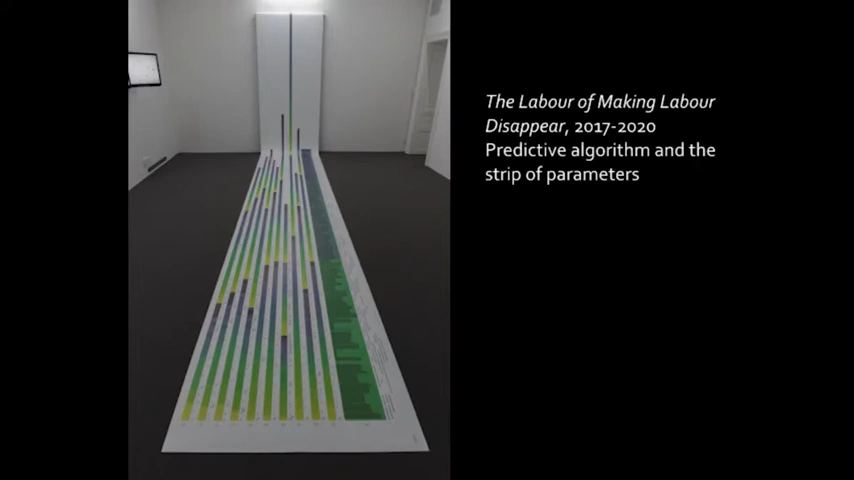 The Labour of Making Labour
Disappear, 2017-2020
Predictive algorithm and the
strip of parameters